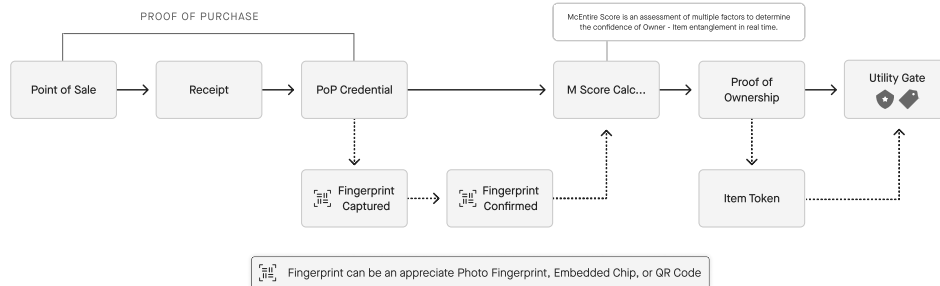 PROOF OF PURCHASE
McEntire Score is an assessment of multiple factors to determine
the confidence of Owner - Item entanglement in real time.
Point of Sale
Receipt
PoP Credential
M Score Calc...
Proof of
Ownership
Utility Gate
Fingerprint
Captured
Fingerprint
Confirmed
Item Token
Fingerprint can be an appreciate Photo Fingerprint, Embedded Chip, or QR Code